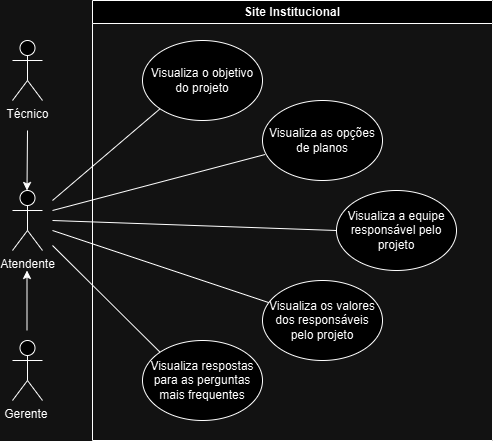 Site Institucional
Visualiza o objetivo
do projeto
Técnico
Visualiza as opções
de planos
Visualiza a equipe
responsável pelo
projeto
Atendente
Visualiza os valores
dos responsáveis
pelo projeto
Visualiza respostas
para as perguntas
mais frequentes
Gerente